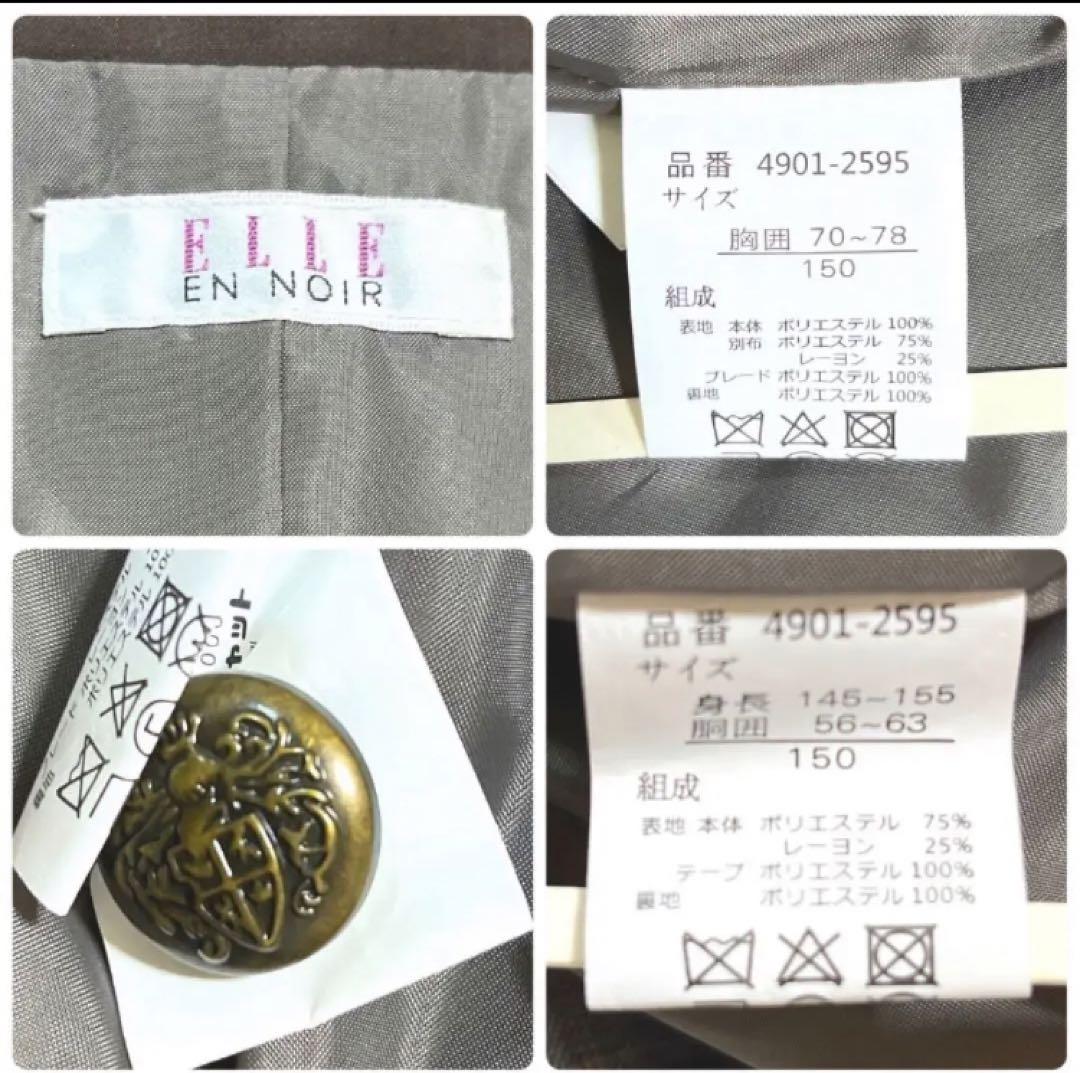 ELLE
EN NOIR
品番 4901-2595
サイズ
胸囲 70~78
150
組成
表地 本体 ポリエステル 100%
別布 ポリエステル 75%
レーヨン 25%
ブレード ポリエステル 100%
裏地 ポリエステル 100%
品番 4901-2595
サイズ
身長 145~155
胴囲 56~63
150
組成
表地 本体 ポリエステル 75%
レーヨン 25%
テープ ポリエステル 100%
裏地 ポリエステル 100%